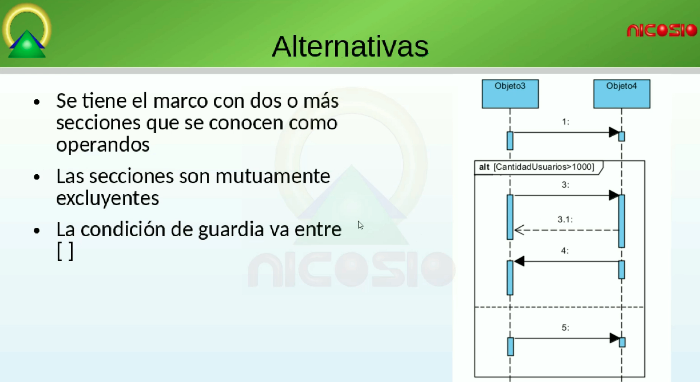 Alternativas
NICOSIO
• Se tiene el marco con dos o más
secciones que se conocen como
operandos
• Las secciones son mutuamente
excluyentes
• La condición de guardia va entre
[ ]
NICOSIO
Objeto3
Objeto4
1:
alt [CantidadUsuarios>1000]
3:
3.1:
4:
5: